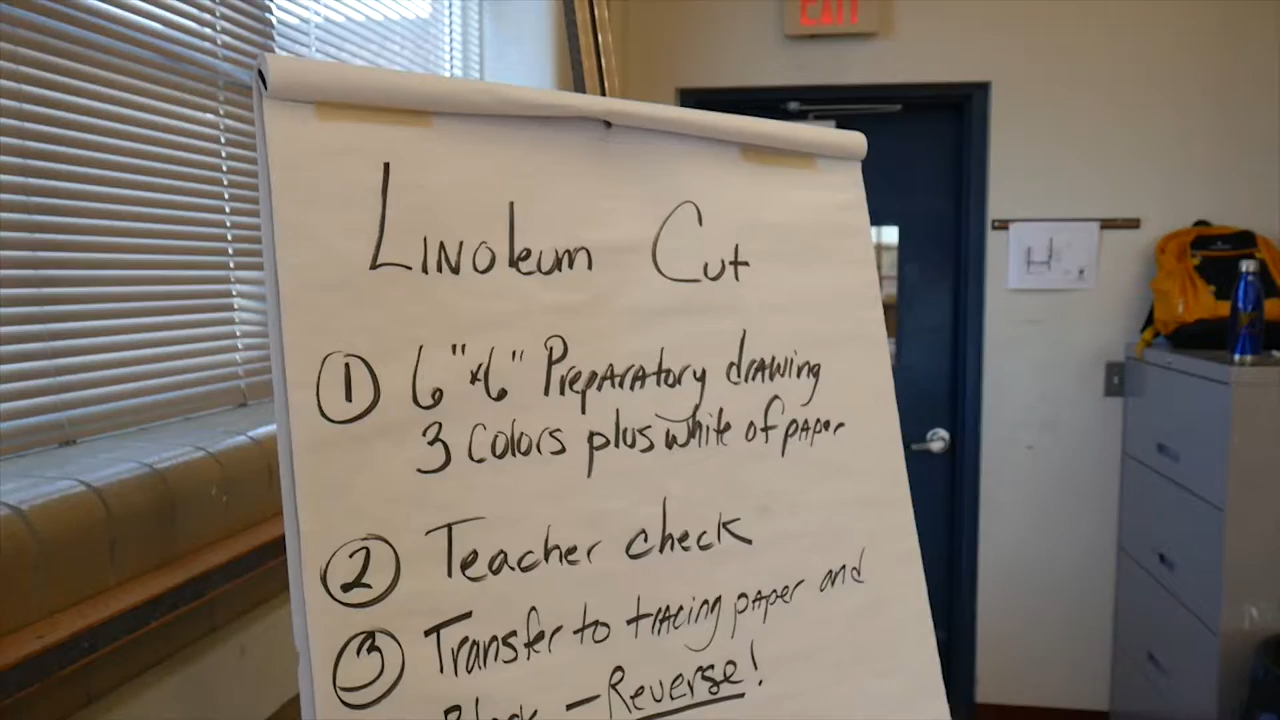 EXIT
Linoleum Cut
1 6"x6" Preparatory drawing
3 colors plus white of paper
2 Teacher check
3 Transfer to tracing paper and
Block – Reverse!